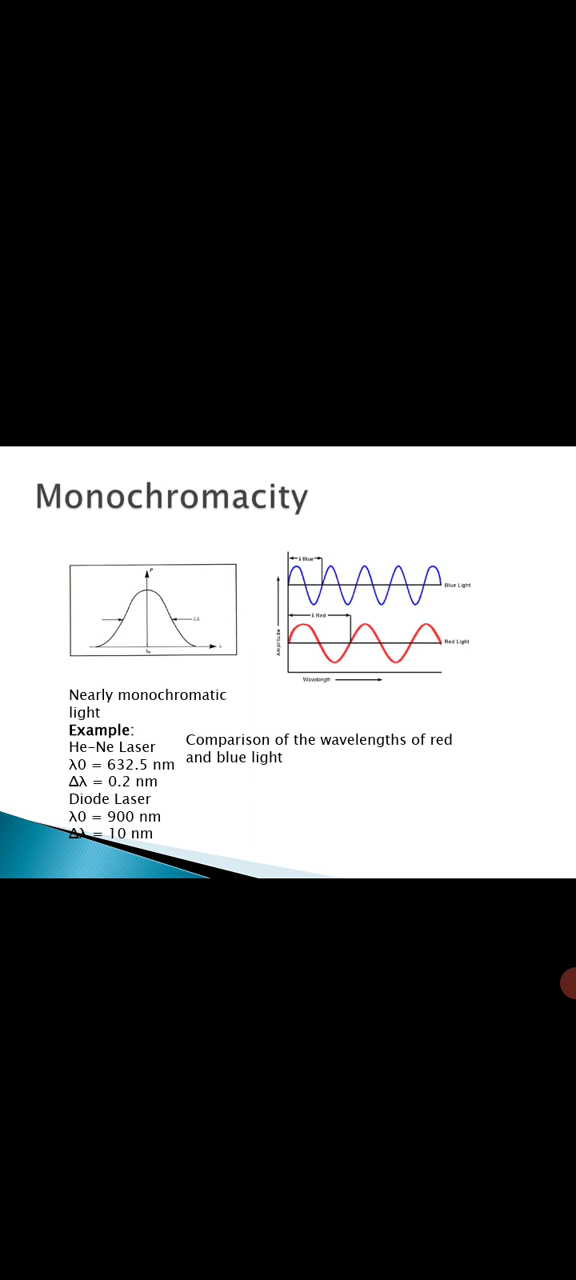 Monochromacity
P
Δλ
λ
λ₀
λ Blue
Blue Light
λ Red
Red Light
Amplitude
Wavelength
Nearly monochromatic
light
Example:
He-Ne Laser
λ0 = 632.5 nm
Δλ = 0.2 nm
Diode Laser
λ0 = 900 nm
Δλ = 10 nm
Comparison of the wavelengths of red
and blue light